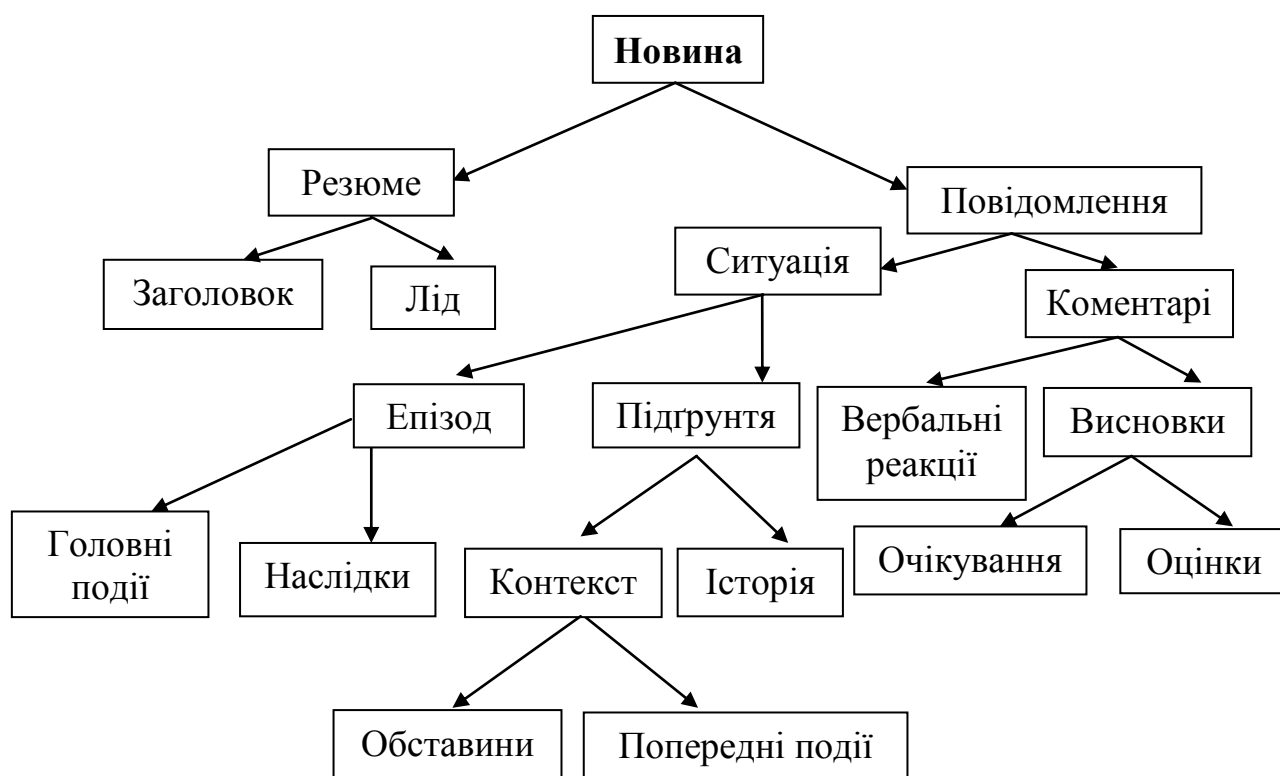 Новина
Резюме
Повідомлення
Ситуація
Заголовок
Лід
Коментарі
Епізод
Підґрунтя
Вербальні
реакції
Висновки
Головні
події
Наслідки
Контекст
Історія
Очікування
Оцінки
Обставини
Попередні події